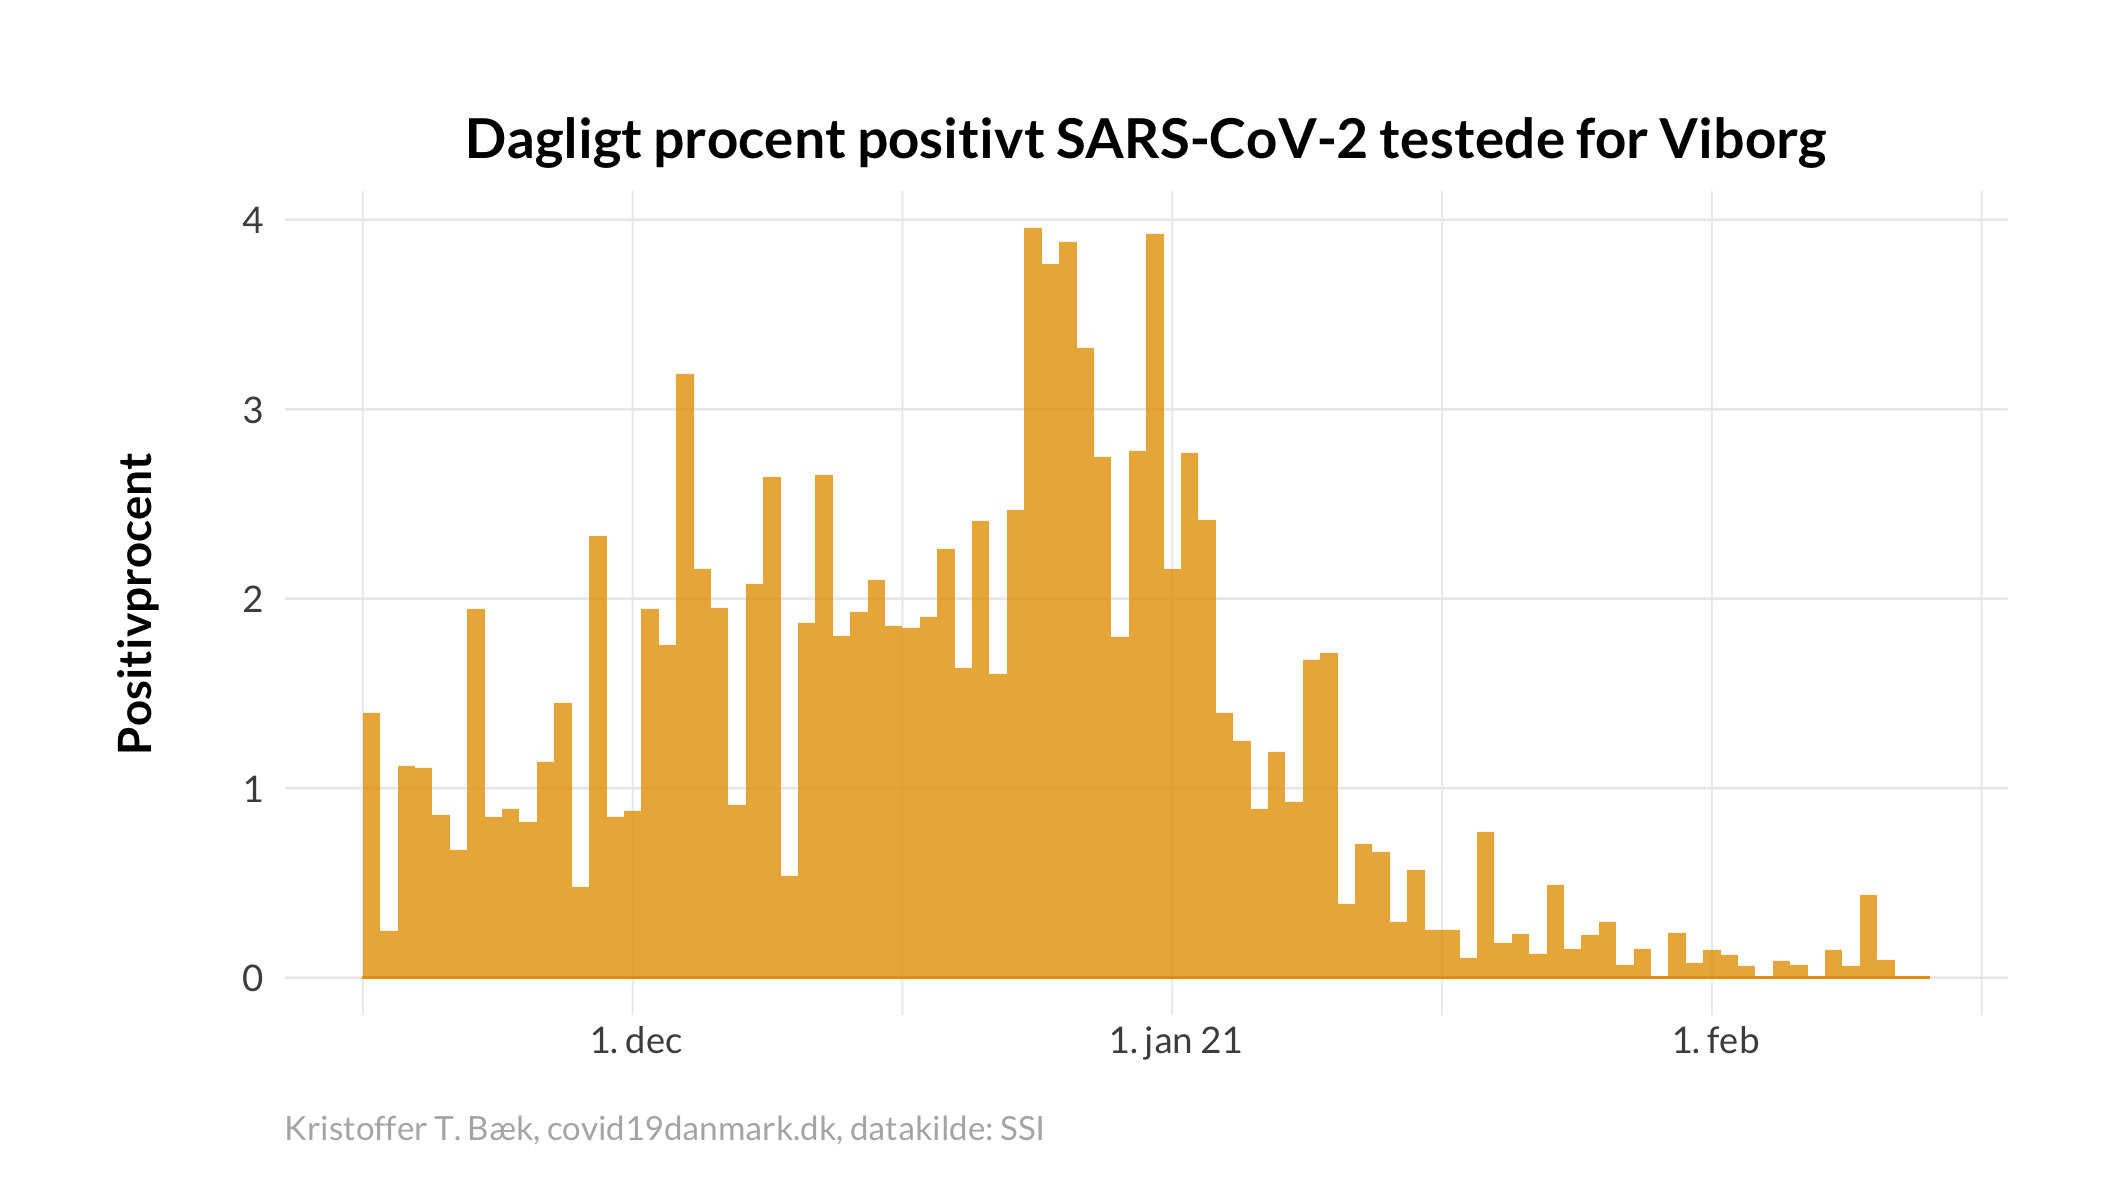 Dagligt procent positivt SARS-CoV-2 testede for Viborg
Positivprocent
4
3
2
1
0
1. dec
1. jan 21
1. feb
Kristoffer T. Bæk, covid19danmark.dk, datakilde: SSI